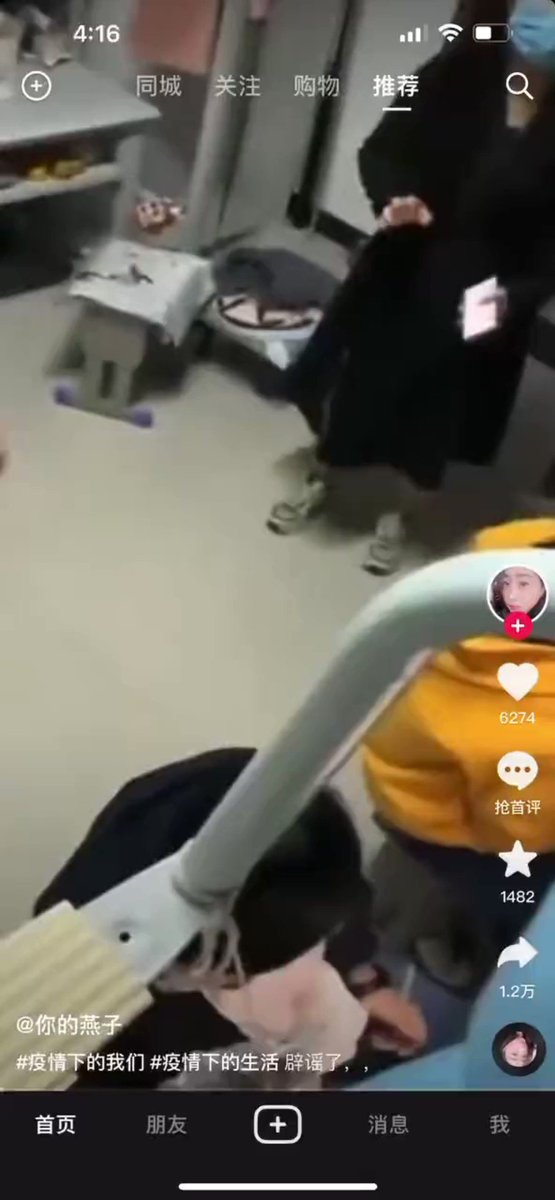 4:16
同城 关注 购物 推荐
6274
抢首评
1482
1.2万
@你的燕子
#疫情下的我们 #疫情下的生活 辟谣了，，
首页 朋友 消息 我